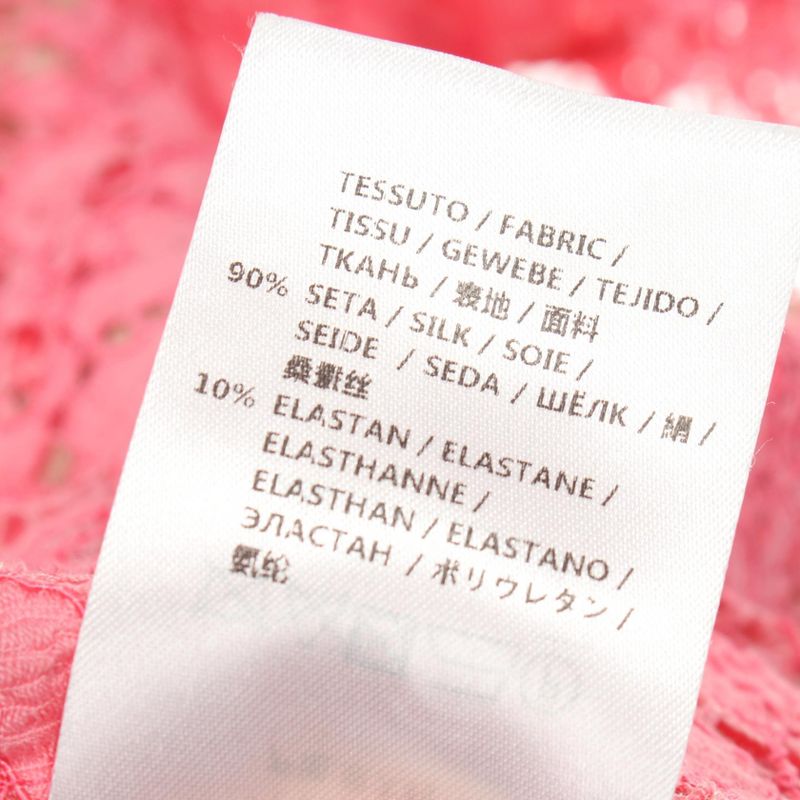 TESSUTO / FABRIC /
TISSU / GEWEBE / TEJIDO /
ТКАНЬ / 表地 / 面料
90% SETA / SILK / SOIE /
SEIDE / SEDA / ШЁЛК / 絹 /
桑蚕丝
10% ELASTAN / ELASTANE /
ELASTHANNE /
ELASTHAN / ELASTANO /
ЭЛАСТАН / ポリウレタン /
氨纶